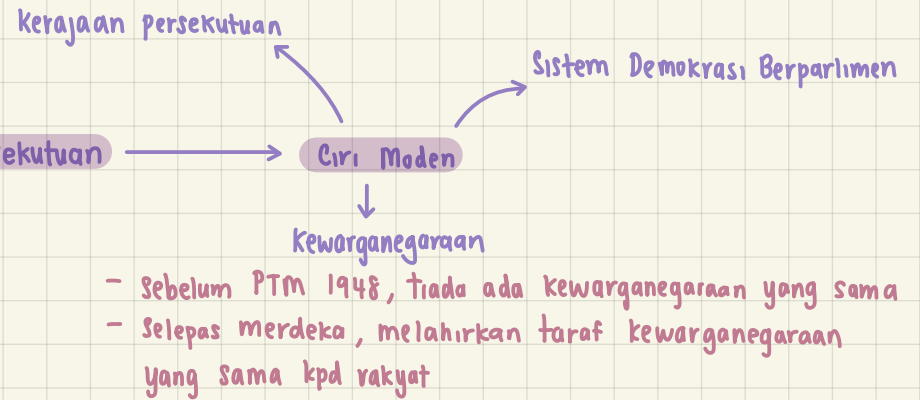 Kerajaan Persekutuan
Sistem Demokrasi Berparlimen
ekutuan
Ciri Moden
Kewarganegaraan
- Sebelum PTM 1948, tiada ada kewarganegaraan yang sama
- Selepas merdeka, melahirkan taraf kewarganegaraan
yang sama kpd rakyat